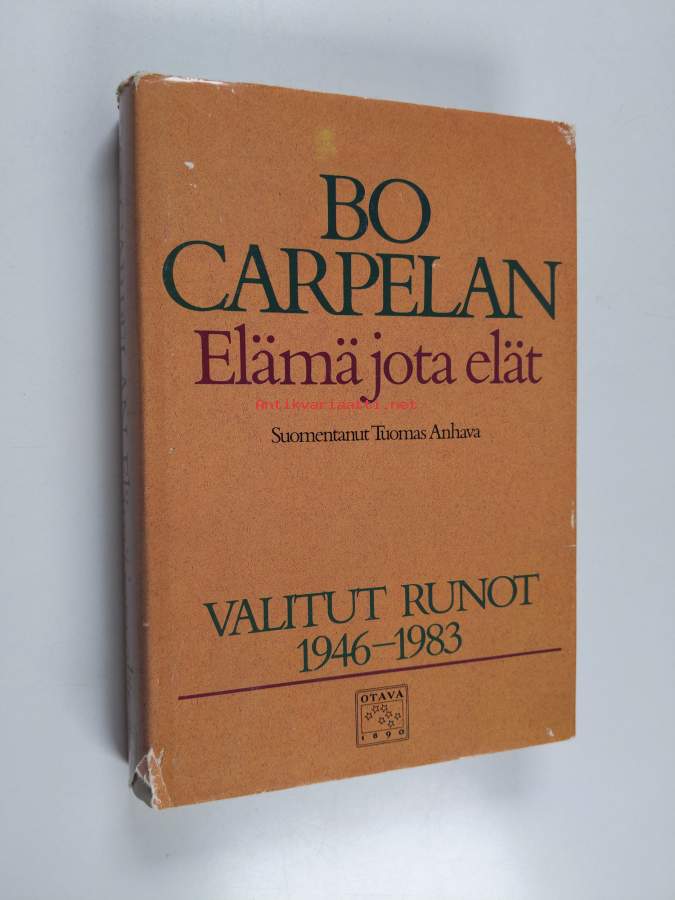 BO
CARPELAN
Elämä jota elät
Antikvariaatti.net
Suomentanut Tuomas Anhava
VALITUT RUNOT
1946–1983
OTAVA
1890